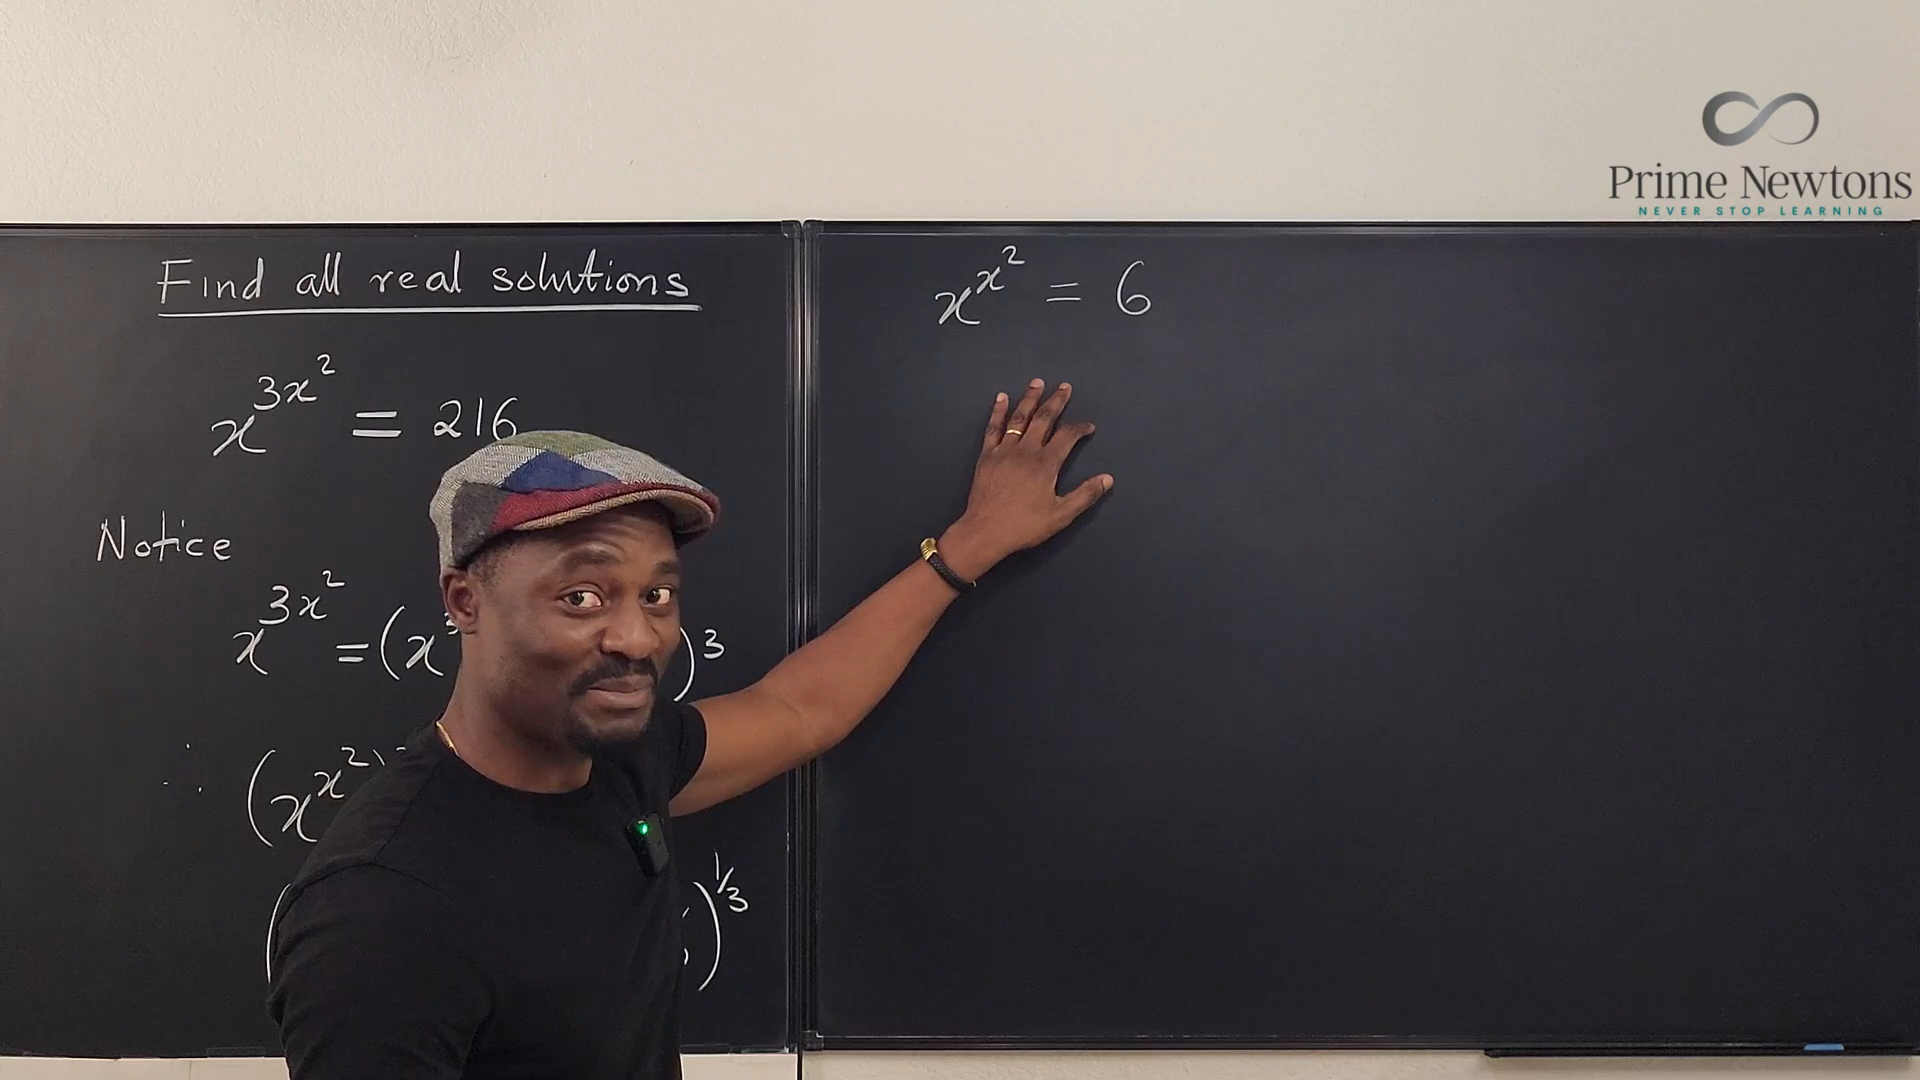 Prime Newtons
NEVER STOP LEARNING
Find all real solutions
x^{3x^2} = 216
Notice
x^{3x^2} = (x )^3
∴ (x^{x^2})
( )^{1/3}
x^{x^2} = 6